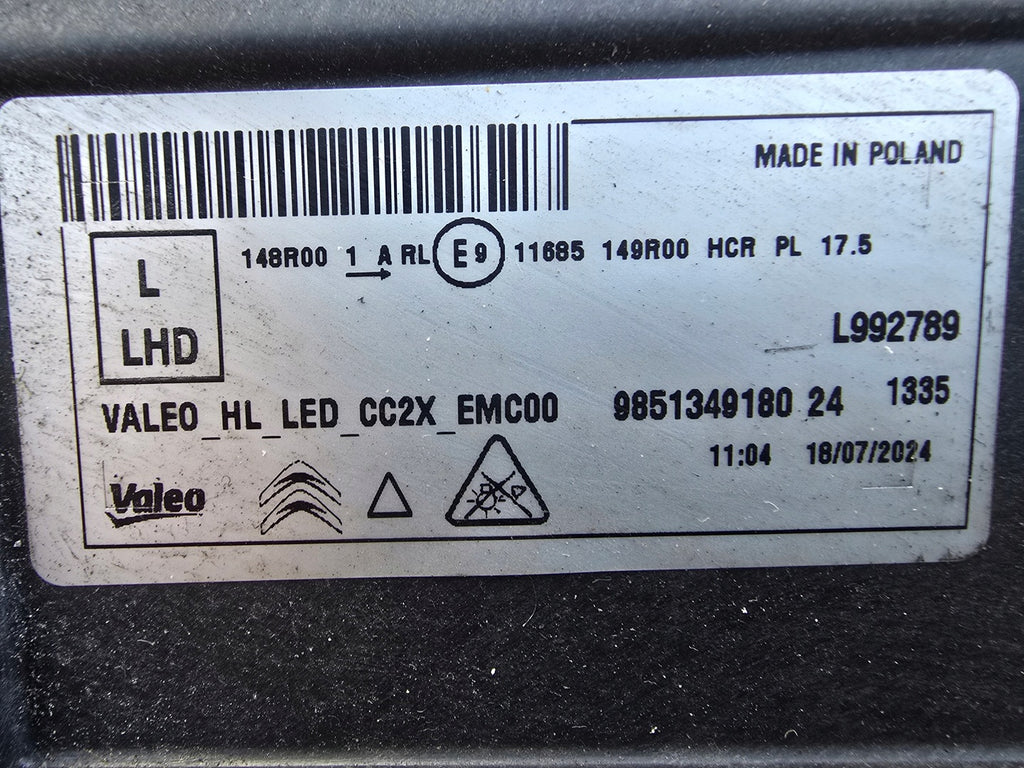 MADE IN POLAND
L
LHD
148R00 1 A RL E9 11685 149R00 HCR PL 17.5
L992789
VALEO_HL_LED_CC2X_EMC00 9851349180 24 1335
11:04 18/07/2024
Valeo